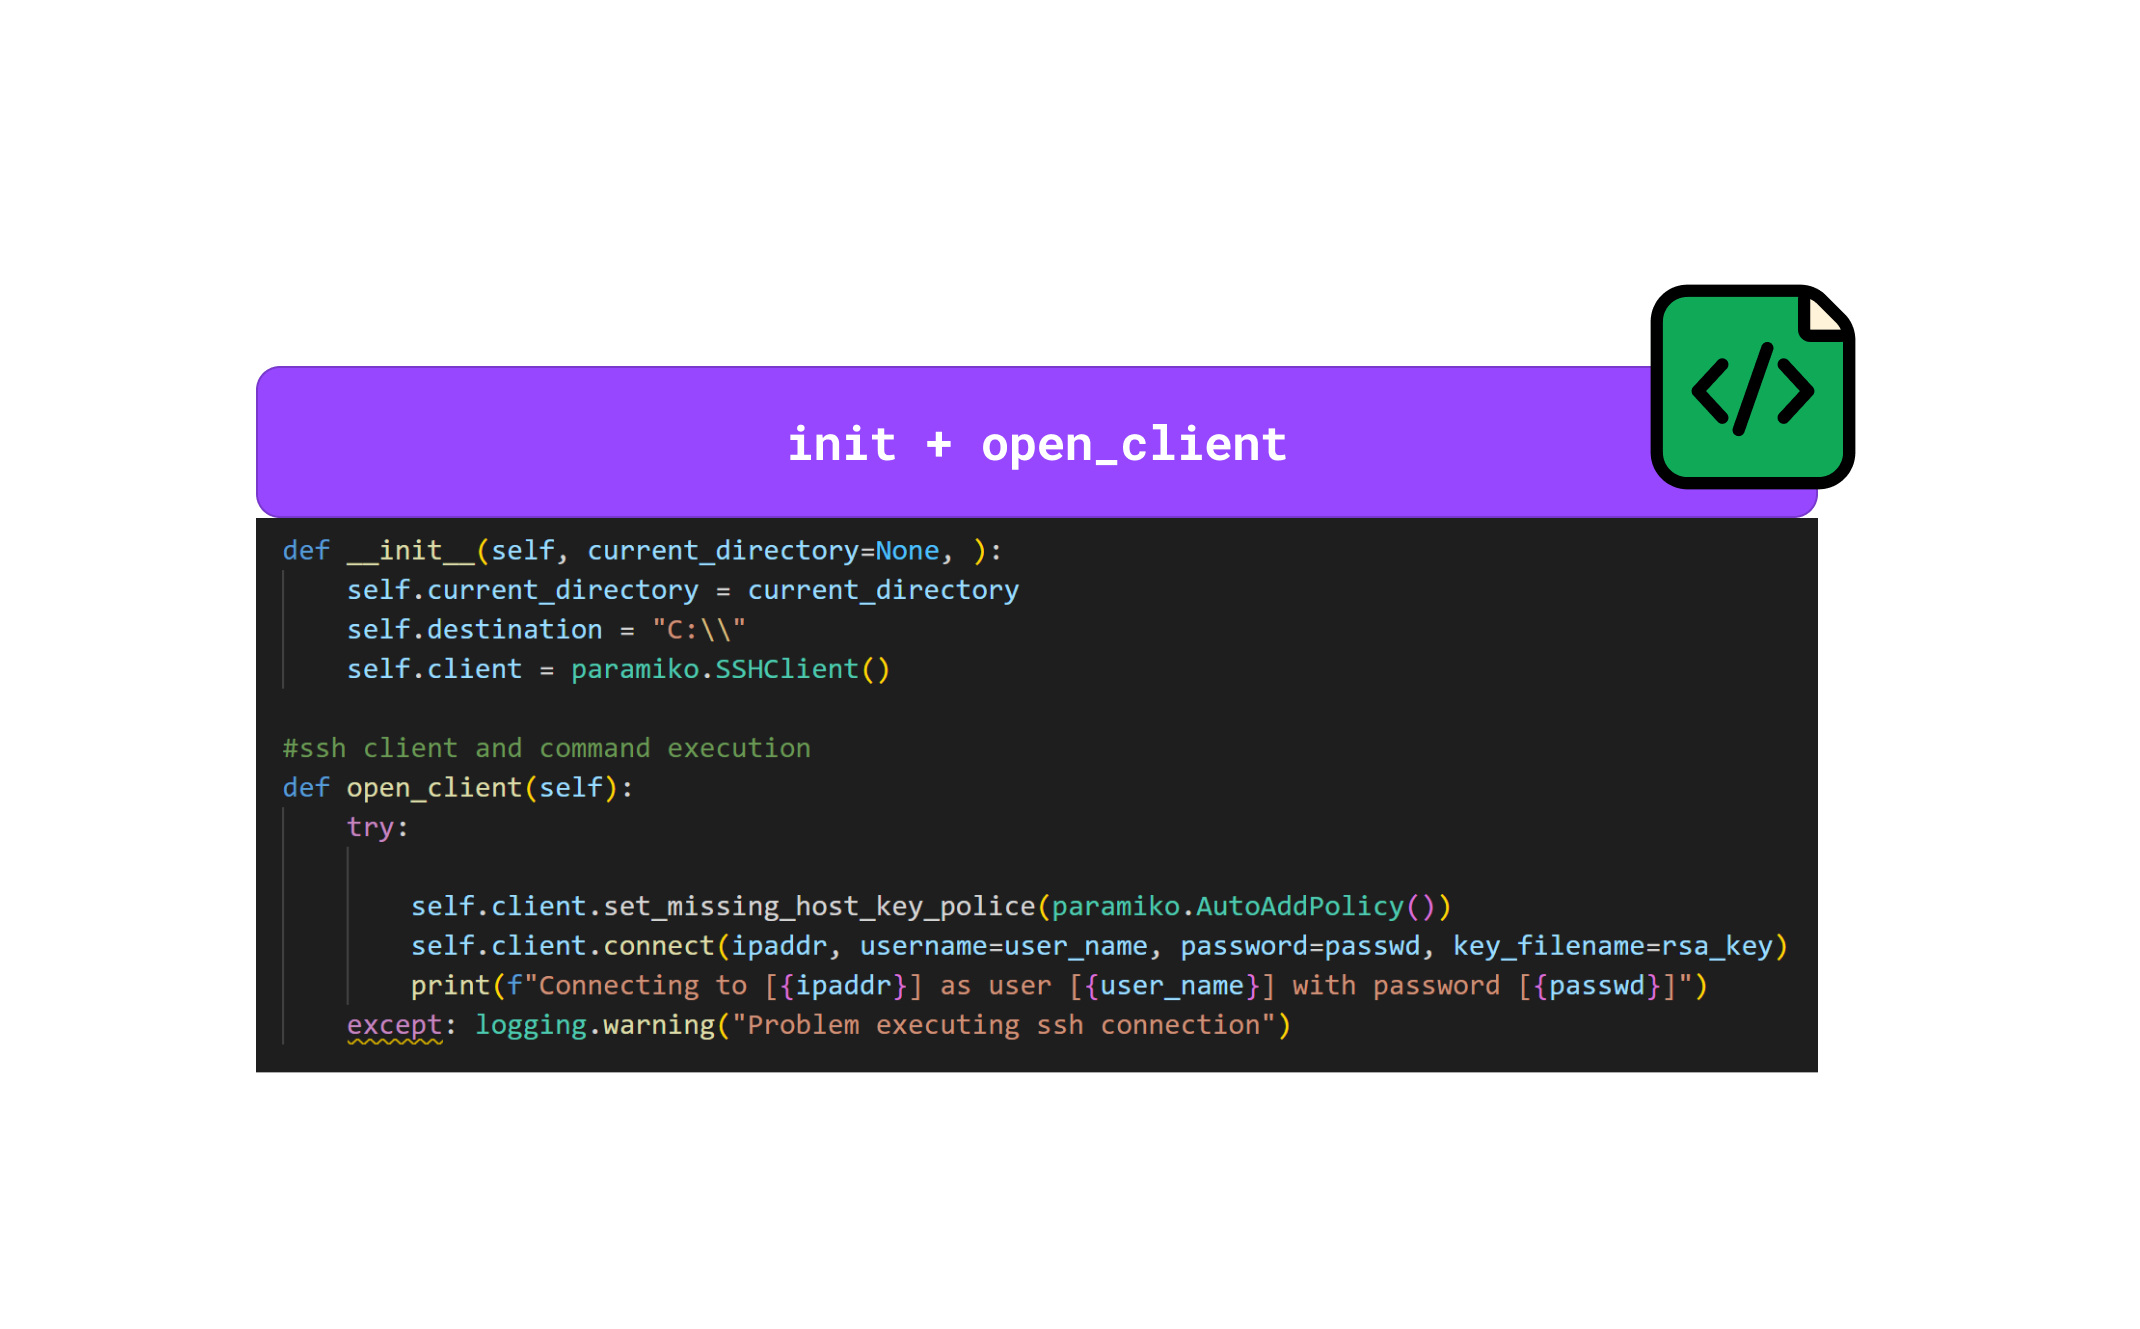 init + open_client
</>
def __init__(self, current_directory=None, ):
    self.current_directory = current_directory
    self.destination = "C:\\"
    self.client = paramiko.SSHClient()
#ssh client and command execution
def open_client(self):
    try:
        self.client.set_missing_host_key_police(paramiko.AutoAddPolicy())
        self.client.connect(ipaddr, username=user_name, password=passwd, key_filename=rsa_key)
        print(f"Connecting to [{ipaddr}] as user [{user_name}] with password [{passwd}]")
    except: logging.warning("Problem executing ssh connection")